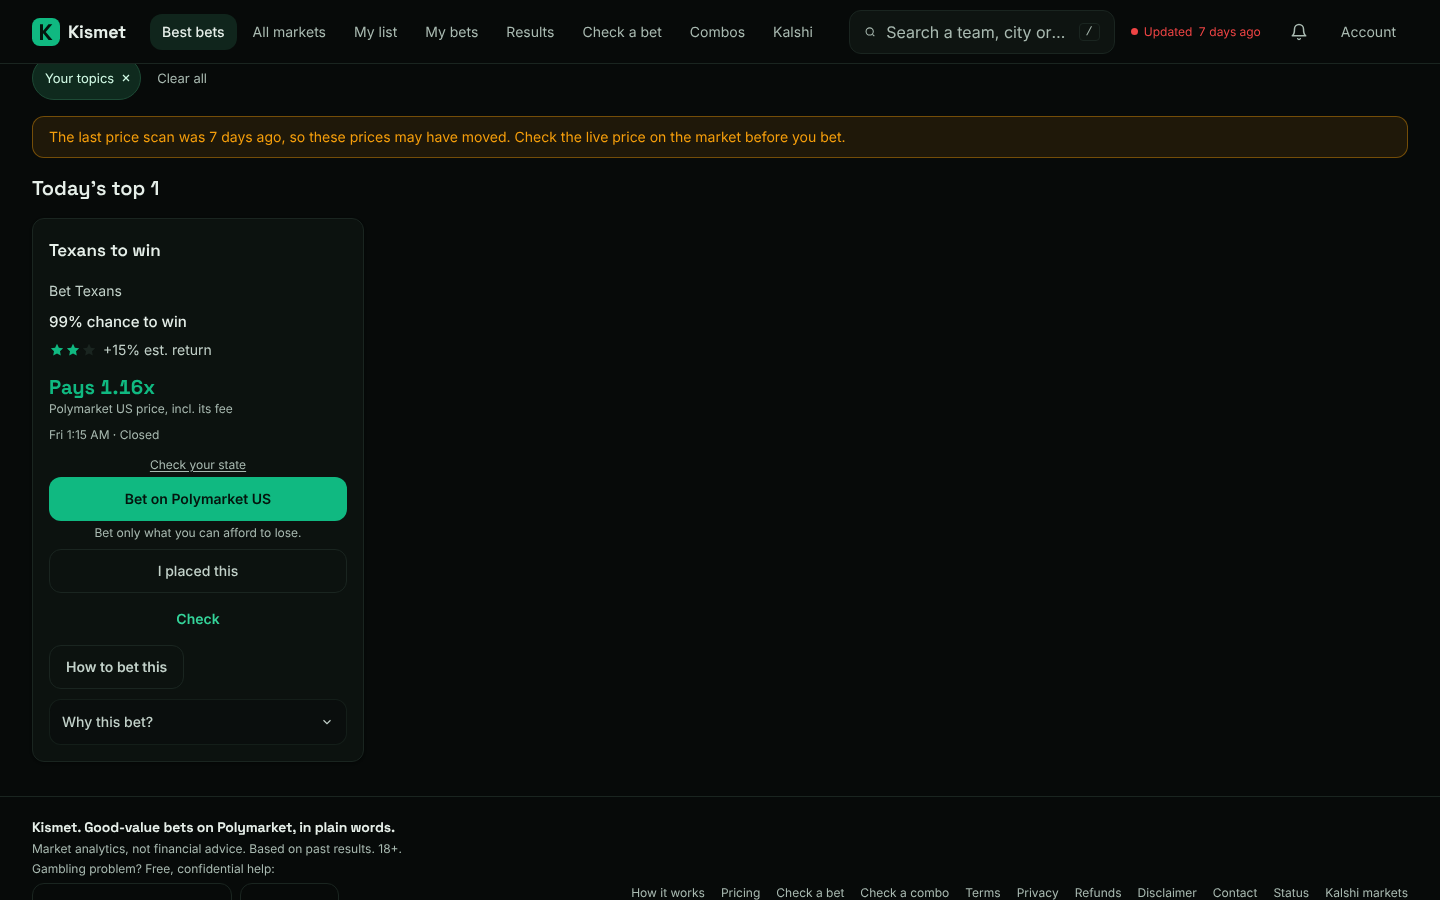 Kismet
Best bets
All markets
My list
My bets
Results
Check a bet
Combos
Kalshi
Search a team, city or...
/
Updated 7 days ago
Account
Your topics ×
Clear all
The last price scan was 7 days ago, so these prices may have moved. Check the live price on the market before you bet.
Today's top 1
Texans to win
Bet Texans
99% chance to win
+15% est. return
Pays 1.16x
Polymarket US price, incl. its fee
Fri 1:15 AM · Closed
Check your state
Bet on Polymarket US
Bet only what you can afford to lose.
I placed this
Check
How to bet this
Why this bet?
Kismet. Good-value bets on Polymarket, in plain words.
Market analytics, not financial advice. Based on past results. 18+.
Gambling problem? Free, confidential help:
How it works
Pricing
Check a bet
Check a combo
Terms
Privacy
Refunds
Disclaimer
Contact
Status
Kalshi markets